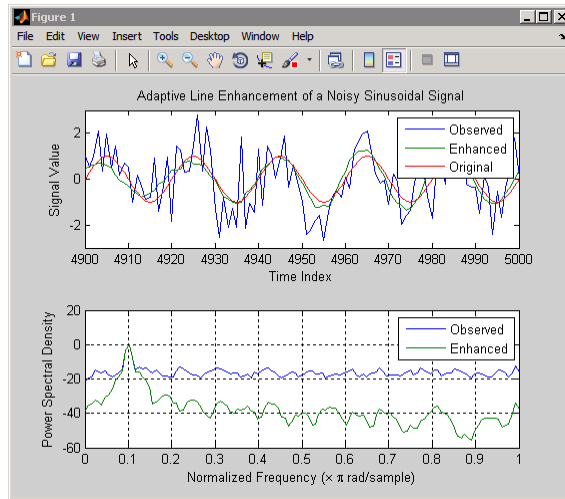 Figure 1
File Edit View Insert Tools Desktop Window Help
Adaptive Line Enhancement of a Noisy Sinusoidal Signal
Signal Value
2
0
-2
Observed
Enhanced
Original
4900 4910 4920 4930 4940 4950 4960 4970 4980 4990 5000
Time Index
Power Spectral Density
20
0
-20
-40
-60
Observed
Enhanced
0 0.1 0.2 0.3 0.4 0.5 0.6 0.7 0.8 0.9 1
Normalized Frequency (× π rad/sample)